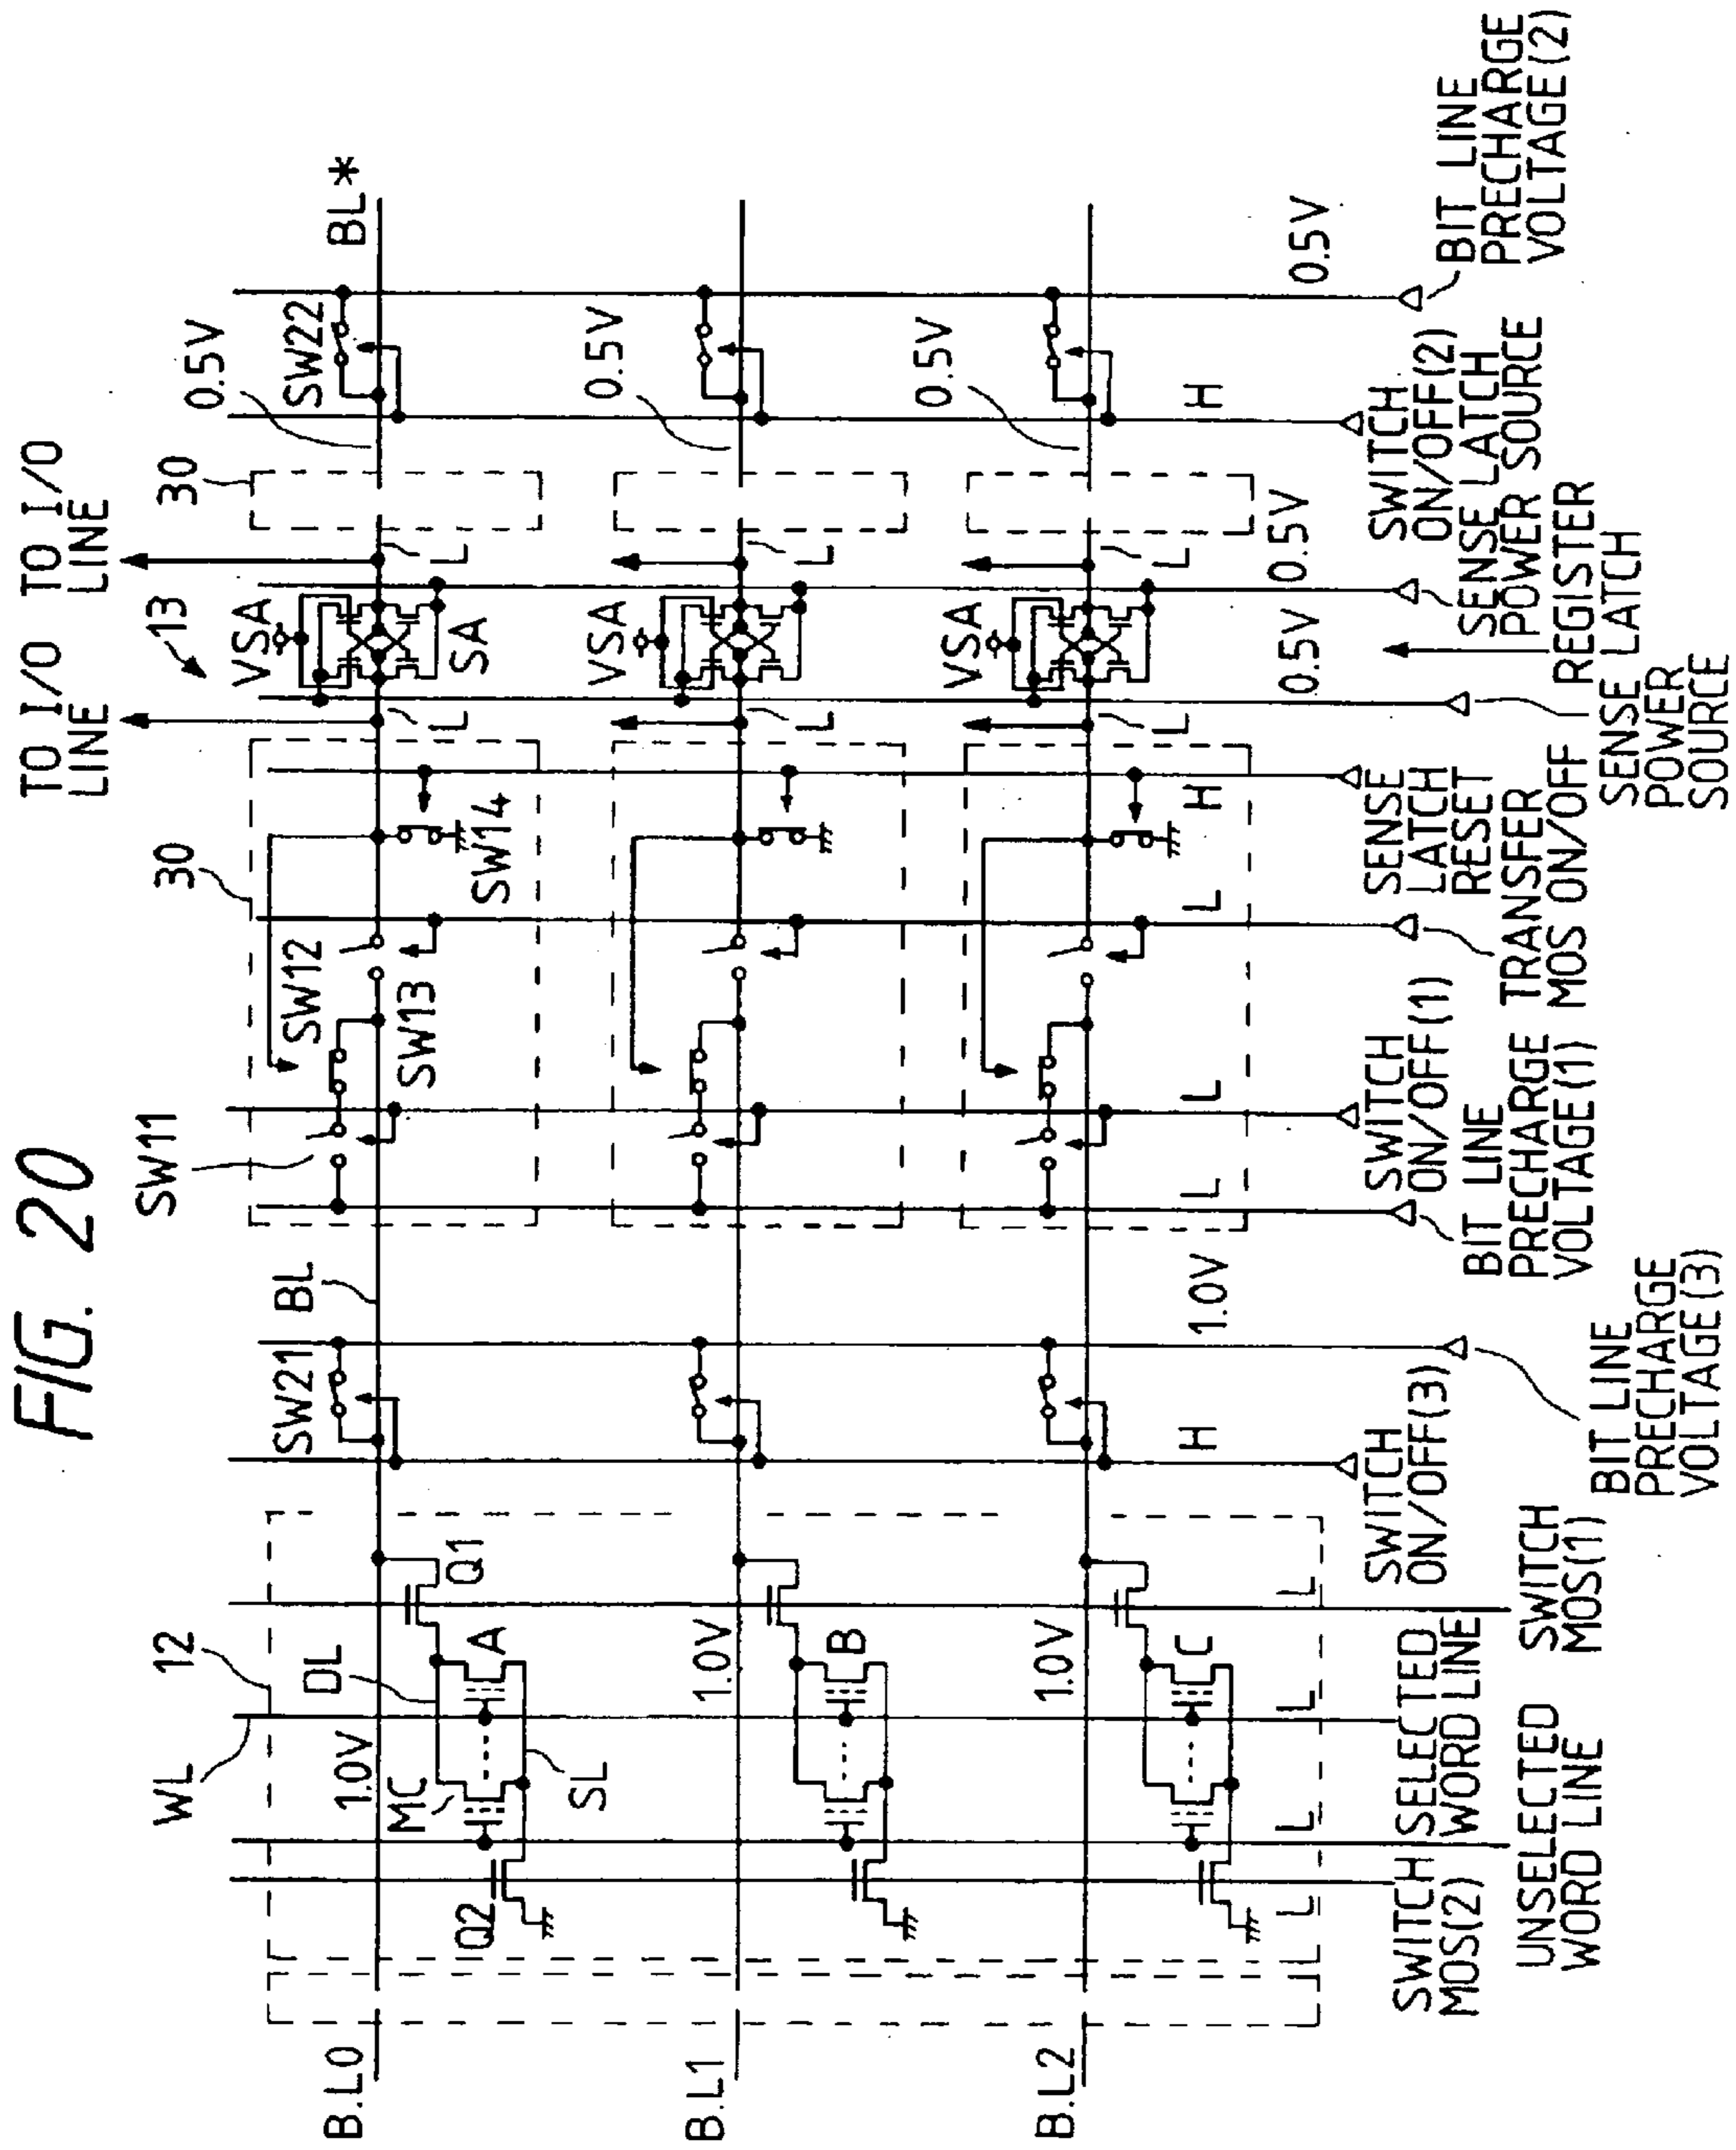 FIG. 20
TO I/O
LINE
TO I/O
LINE
13
SW11
30
30
12
WL
BL*
0.5V
SW22
VSA
SA
L
L
SW14
SW12
SW13
BL
SW21
Q1
A
DL
1.0V
MC
SL
Q2
B.L0
0.5V
VSA
L
L
1.0V
B
B.L1
0.5V
VSA
L
L
1.0V
C
B.L2
0.5V
H
0.5V
0.5V
H
L
L
L
1.0V
H
L
L
L
L
SWITCH
MOS(2)
UNSELECTED
WORD LINE
SELECTED
WORD LINE
SWITCH
MOS(1)
SWITCH
ON/OFF(3)
BIT LINE
PRECHARGE
VOLTAGE(3)
BIT LINE
PRECHARGE
VOLTAGE(1)
SWITCH
ON/OFF(1)
TRANSFER
MOS ON/OFF
SENSE
LATCH
RESET
SENSE LATCH
POWER
SOURCE
REGISTER
SENSE LATCH
POWER SOURCE
SWITCH
ON/OFF(2)
BIT LINE
PRECHARGE
VOLTAGE(2)